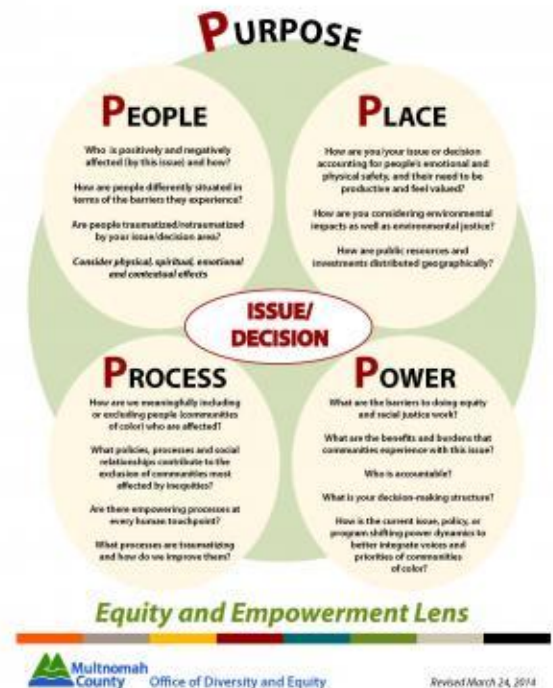 PURPOSE
PEOPLE
Who is positively and negatively
affected (by this issue) and how?
How are people differently situated in
terms of the barriers they experience?
Are people traumatized/retraumatized
by your issue/decision area?
Consider physical, spiritual, emotional
and contextual effects
PLACE
How are you/your issue or decision
accounting for people's emotional and
physical safety, and their need to be
productive and feel valued?
How are you considering environmental
impacts as well as environmental justice?
How are public resources and
investments distributed geographically?
ISSUE/
DECISION
PROCESS
How are we meaningfully including
or excluding people (communities
of color) who are affected?
What policies, processes and social
relationships contribute to the
exclusion of communities most
affected by inequities?
Are there empowering processes at
every human touchpoint?
What processes are traumatizing
and how do we improve them?
POWER
What are the barriers to doing equity
and racial justice work?
What are the benefits and burdens that
communities experience with this issue?
Who is accountable?
What is your decision-making structure?
How is the current issue, policy, or
program shifting power dynamics to
better integrate voices and
priorities of communities
of color?
Equity and Empowerment Lens
Multnomah
County Office of Diversity and Equity
Revised March 24, 2014